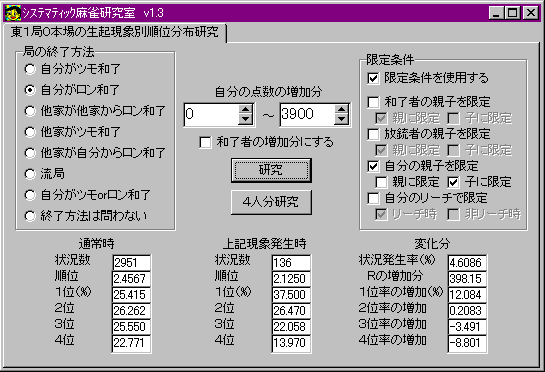 システマティック麻雀研究室 v1.3
東1局0本場の生起現象別順位分布研究
局の終了方法
自分がツモ和了
自分がロン和了
他家が他家からロン和了
他家がツモ和了
他家が自分からロン和了
流局
自分がツモorロン和了
終了方法は問わない
自分の点数の増加分
0 ～ 3900
和了者の増加分にする
研究
4人分研究
限定条件
限定条件を使用する
和了者の親子を限定
親に限定 子に限定
放銃者の親子を限定
親に限定 子に限定
自分の親子を限定
親に限定 子に限定
自分のリーチで限定
リーチ時 非リーチ時
通常時
状況数 2951
順位 2.4567
1位(%) 25.415
2位 26.262
3位 25.550
4位 22.771
上記現象発生時
状況数 136
順位 2.1250
1位(%) 37.500
2位 26.470
3位 22.058
4位 13.970
変化分
状況発生率(%) 4.6086
Rの増加分 398.15
1位率の増加(%) 12.084
2位率の増加 0.2083
3位率の増加 -3.491
4位率の増加 -8.801